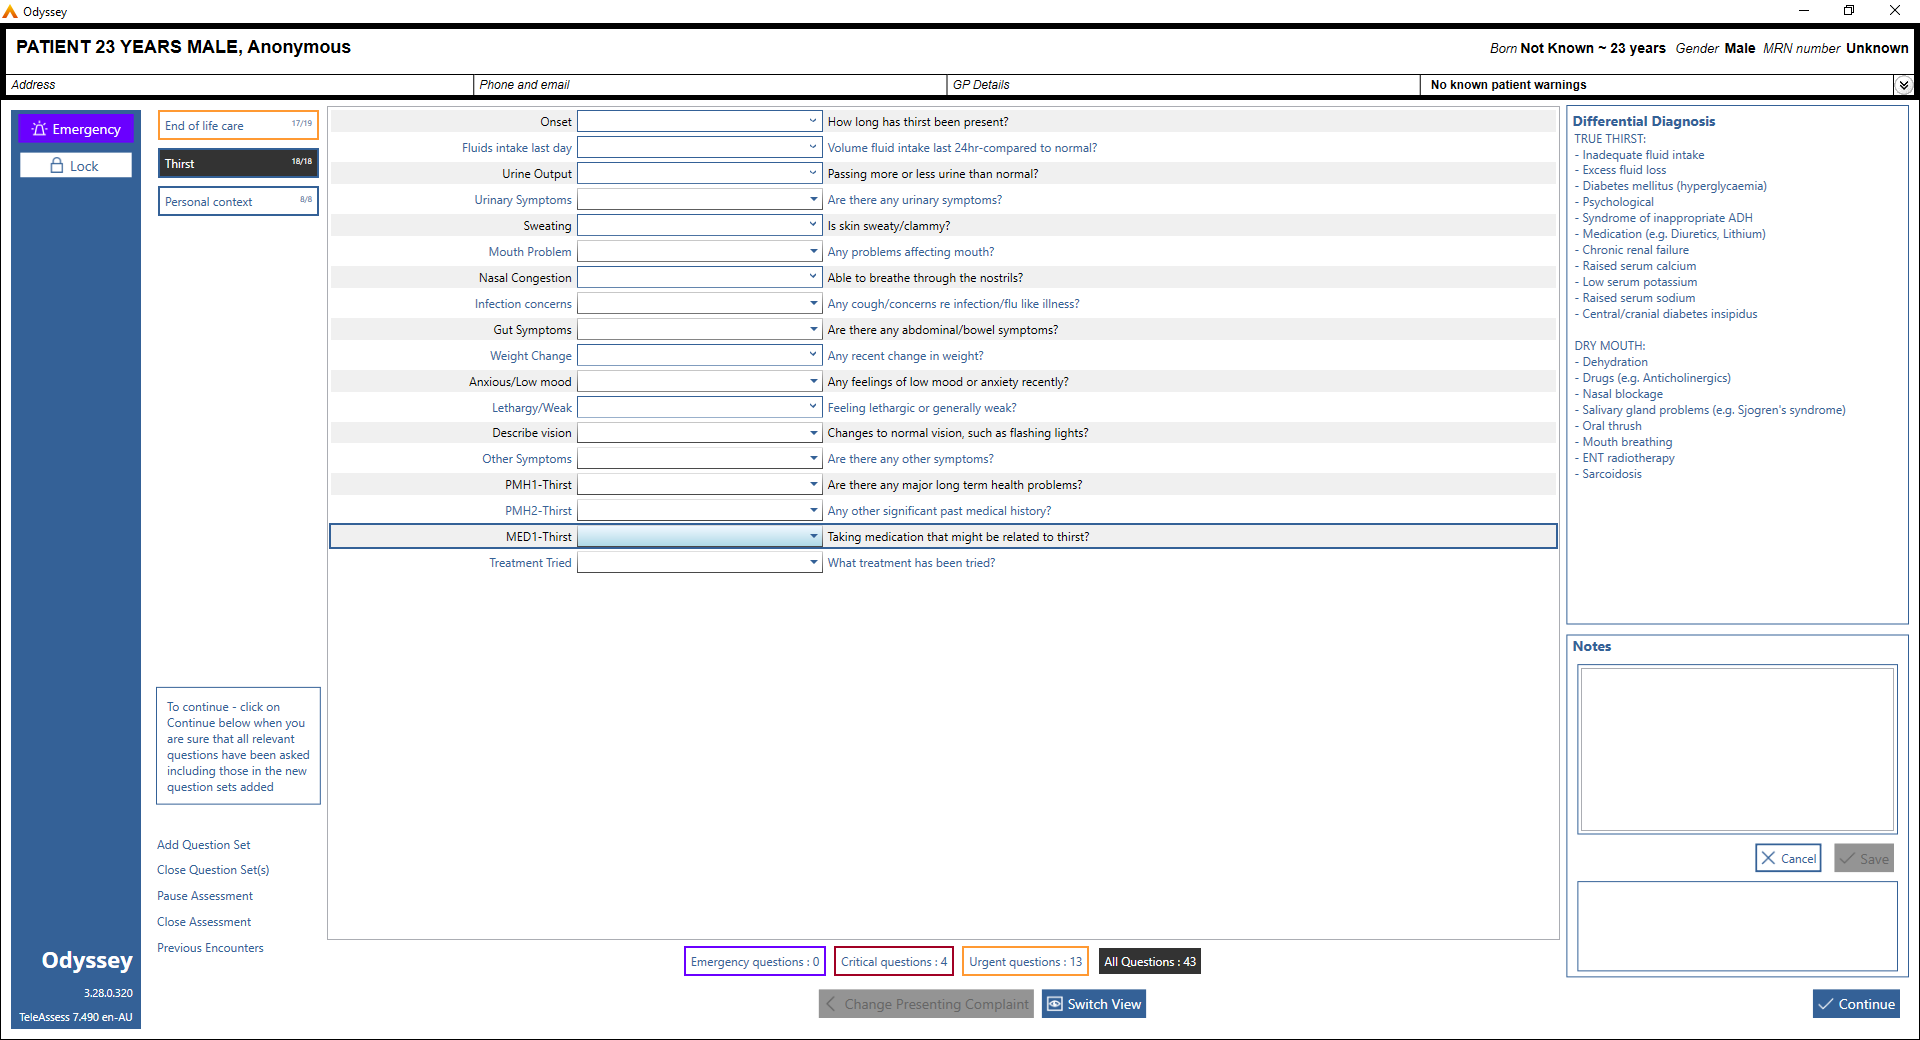 Odyssey
PATIENT 23 YEARS MALE, Anonymous
Born Not Known ~ 23 years Gender Male MRN number Unknown
Address
Phone and email
GP Details
No known patient warnings
Emergency
Lock
End of life care 17/19
Thirst 18/18
Personal context 8/8
Onset How long has thirst been present?
Fluids intake last day Volume fluid intake last 24hr-compared to normal?
Urine Output Passing more or less urine than normal?
Urinary Symptoms Are there any urinary symptoms?
Sweating Is skin sweaty/clammy?
Mouth Problem Any problems affecting mouth?
Nasal Congestion Able to breathe through the nostrils?
Infection concerns Any cough/concerns re infection/flu like illness?
Gut Symptoms Are there any abdominal/bowel symptoms?
Weight Change Any recent change in weight?
Anxious/Low mood Any feelings of low mood or anxiety recently?
Lethargy/Weak Feeling lethargic or generally weak?
Describe vision Changes to normal vision, such as flashing lights?
Other Symptoms Are there any other symptoms?
PMH1-Thirst Are there any major long term health problems?
PMH2-Thirst Any other significant past medical history?
MED1-Thirst Taking medication that might be related to thirst?
Treatment Tried What treatment has been tried?
Differential Diagnosis
TRUE THIRST:
- Inadequate fluid intake
- Excess fluid loss
- Diabetes mellitus (hyperglycaemia)
- Psychological
- Syndrome of inappropriate ADH
- Medication (e.g. Diuretics, Lithium)
- Chronic renal failure
- Raised serum calcium
- Low serum potassium
- Raised serum sodium
- Central/cranial diabetes insipidus
DRY MOUTH:
- Dehydration
- Drugs (e.g. Anticholinergics)
- Nasal blockage
- Salivary gland problems (e.g. Sjogren's syndrome)
- Oral thrush
- Mouth breathing
- ENT radiotherapy
- Sarcoidosis
Notes
Cancel
Save
To continue - click on
Continue below when you
are sure that all relevant
questions have been asked
including those in the new
question sets added
Add Question Set
Close Question Set(s)
Pause Assessment
Close Assessment
Previous Encounters
Odyssey
3.28.0.320
TeleAssess 7.490 en-AU
Emergency questions : 0
Critical questions : 4
Urgent questions : 13
All Questions : 43
Change Presenting Complaint
Switch View
Continue